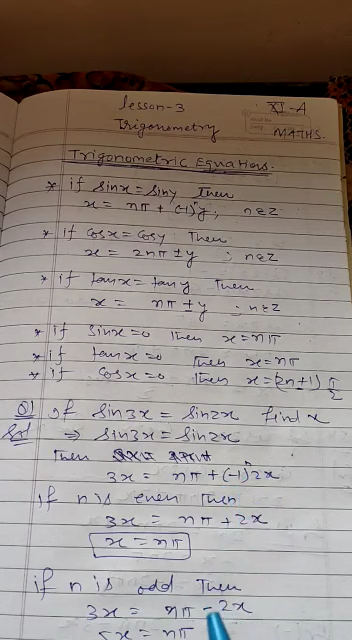 lesson-3 XI-A
Trigonometry MATHS.
Trigonometric Equations.
* if sinx = siny then
x = nπ + (-1)ⁿy, n∈Z
* if cosx = cosy Then
x = 2nπ ± y ; n∈Z
* if tanx = tany Then
x = nπ ± y ; n∈Z
* if sinx=0 Then x=nπ
* if tanx=0 Then x=nπ
* if cosx=0 Then x=(2n+1)π/2
Q1 If sin3x = sin2x find x
Sol ⇒ sin3x = sin2x
Then
3x = nπ+(-1)ⁿ2x
if n is even Then
3x = nπ + 2x
x = nπ
if n is odd Then
3x = nπ - 2x
5x = nπ